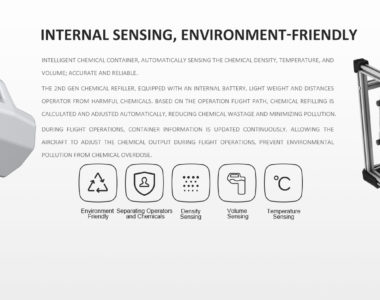 INTERNAL SENSING, ENVIRONMENT-FRIENDLY
INTELLIGENT CHEMICAL CONTAINER, AUTOMATICALLY SENSING THE CHEMICAL DENSITY, TEMPERATURE, AND
VOLUME; ACCURATE AND RELIABLE.
THE 2ND GEN CHEMICAL REFILLER, EQUIPPED WITH AN INTERNAL BATTERY, LIGHT WEIGHT AND DISTANCES
OPERATOR FROM HARMFUL CHEMICALS. BASED ON THE OPERATION FLIGHT PATH, CHEMICAL REFILLING IS
CALCULATED AND ADJUSTED AUTOMATICALLY, REDUCING CHEMICAL WASTAGE AND MINIMIZING POLLUTION.
DURING FLIGHT OPERATIONS, CONTAINER INFORMATION IS UPDATED CONTINUOUSLY, ALLOWING THE
AIRCRAFT TO ADJUST THE CHEMICAL OUTPUT DURING FLIGHT OPERATIONS, PREVENT ENVIRONMENTAL
POLLUTION FROM CHEMICAL OVERDOSE.
°C
Environment Friendly
Separating Operators and Chemicals
Density Sensing
Volume Sensing
Temperature Sensing